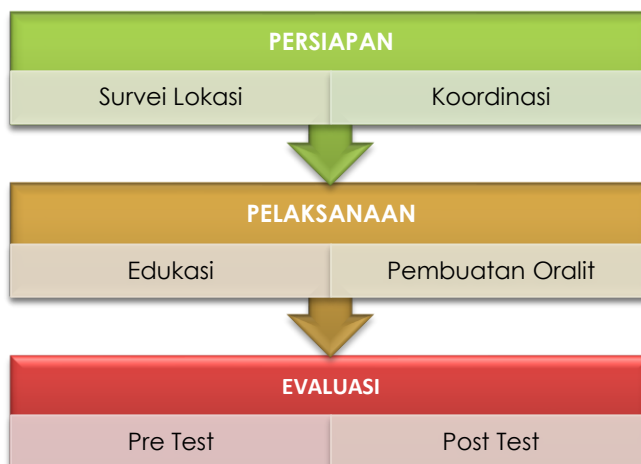 PERSIAPAN
Survei Lokasi
Koordinasi
PELAKSANAAN
Edukasi
Pembuatan Oralit
EVALUASI
Pre Test
Post Test